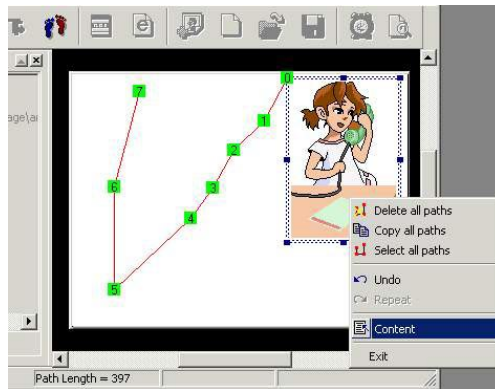 0
7
age\a
1
2
6
3
4
5
Delete all paths
Copy all paths
Select all paths
Undo
Repeat
Content
Exit
Path Length = 397